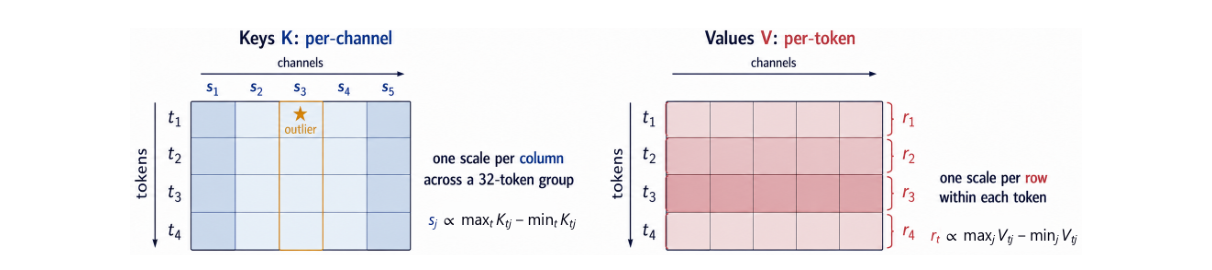 Keys K: per-channel
channels
s₁ s₂ s₃ s₄ s₅
tokens
t₁
outlier
t₂
t₃
t₄
one scale per column
across a 32-token group
sⱼ ∝ maxₜ Kₜⱼ − minₜ Kₜⱼ
Values V: per-token
channels
tokens
t₁ r₁
t₂ r₂
t₃ r₃
t₄ r₄
one scale per row
within each token
rₜ ∝ maxⱼ Vₜⱼ − minⱼ Vₜⱼ